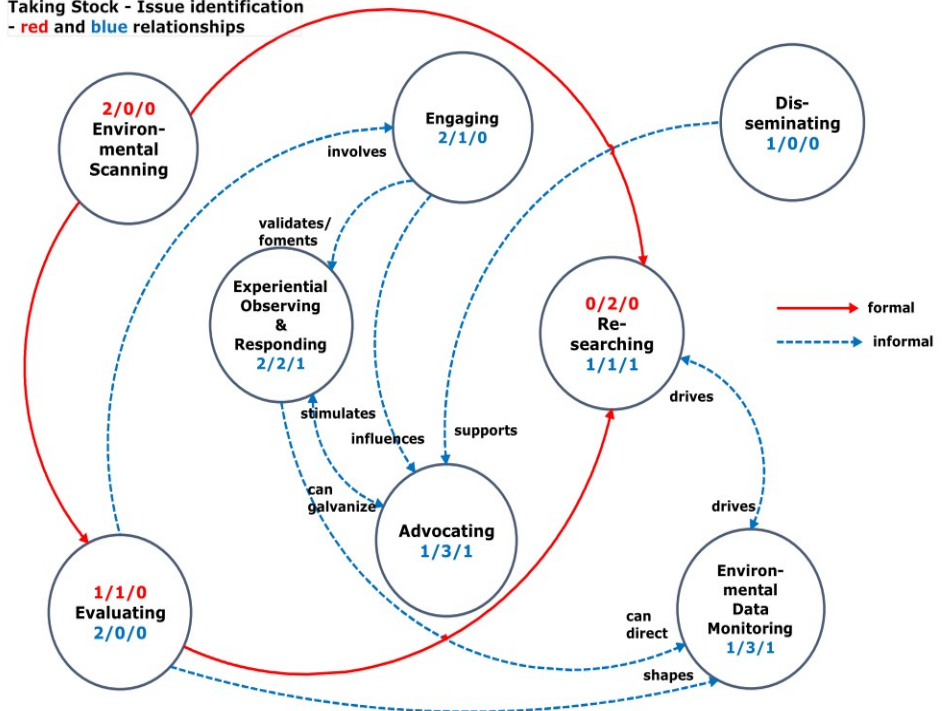 Taking Stock - Issue identification
- red and blue relationships
2/0/0
Environ-
mental
Scanning
Engaging
2/1/0
Dis-
seminating
1/0/0
involves
validates/
foments
Experiential
Observing
&
Responding
2/2/1
0/2/0
Re-
searching
1/1/1
formal
informal
drives
stimulates
influences
supports
can
galvanize
drives
Advocating
1/3/1
1/1/0
Evaluating
2/0/0
Environ-
mental
Data
Monitoring
1/3/1
can
direct
shapes